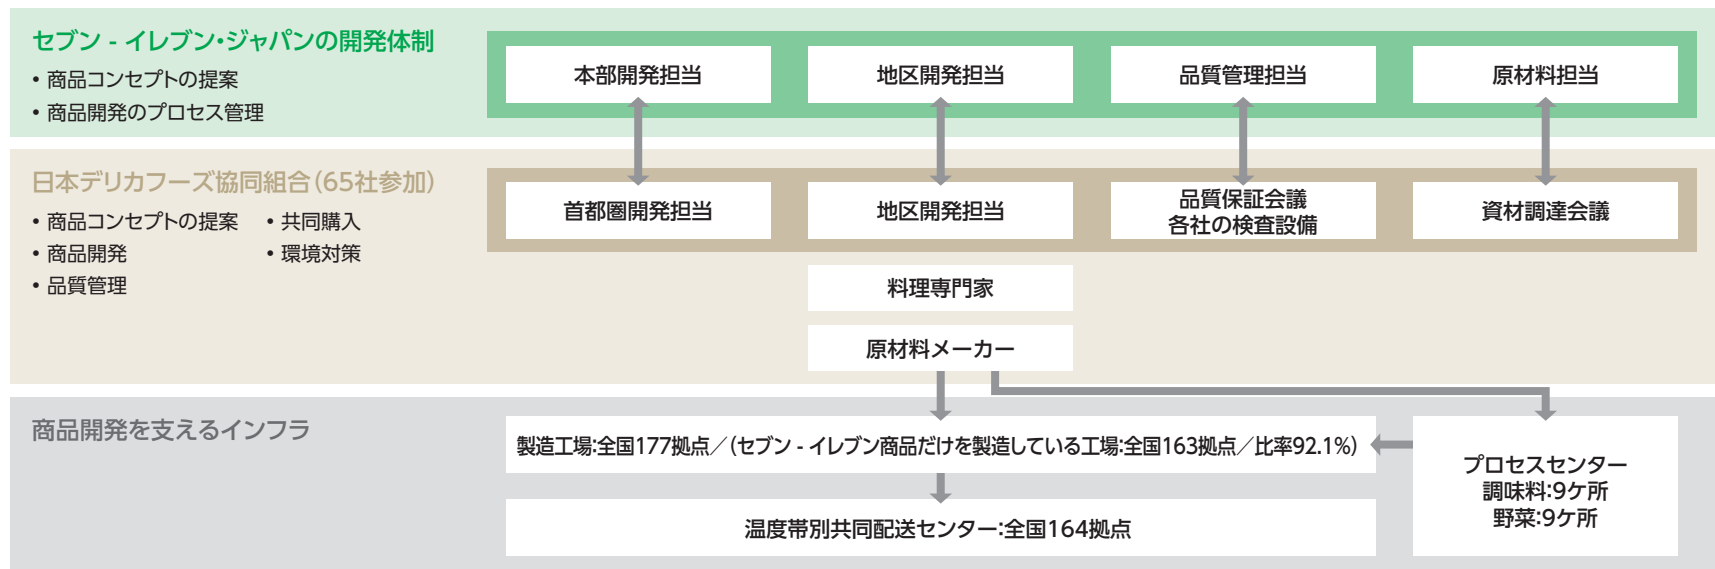 セブン - イレブン・ジャパンの開発体制
• 商品コンセプトの提案
• 商品開発のプロセス管理
本部開発担当
地区開発担当
品質管理担当
原材料担当
日本デリカフーズ協同組合（65社参加）
• 商品コンセプトの提案
• 共同購入
• 商品開発
• 環境対策
• 品質管理
首都圏開発担当
地区開発担当
品質保証会議
各社の検査設備
資材調達会議
料理専門家
原材料メーカー
商品開発を支えるインフラ
製造工場:全国177拠点／（セブン - イレブン商品だけを製造している工場:全国163拠点／比率92.1%）
プロセスセンター
調味料:9ケ所
野菜:9ケ所
温度帯別共同配送センター:全国164拠点